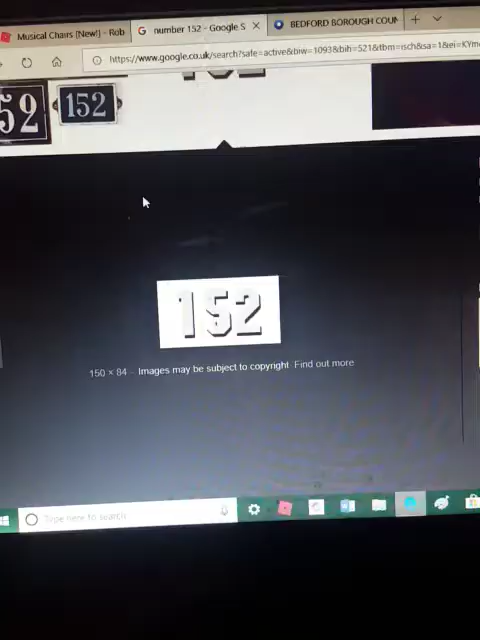 Musical Chairs [New!] - Rob
number 152 - Google S
BEDFORD BOROUGH COUN
https://www.google.co.uk/search?safe=active&biw=1093&bih=521&tbm=isch&sa=1&ei=KYm
52
152
152
150 × 84 - Images may be subject to copyright Find out more
Type here to search